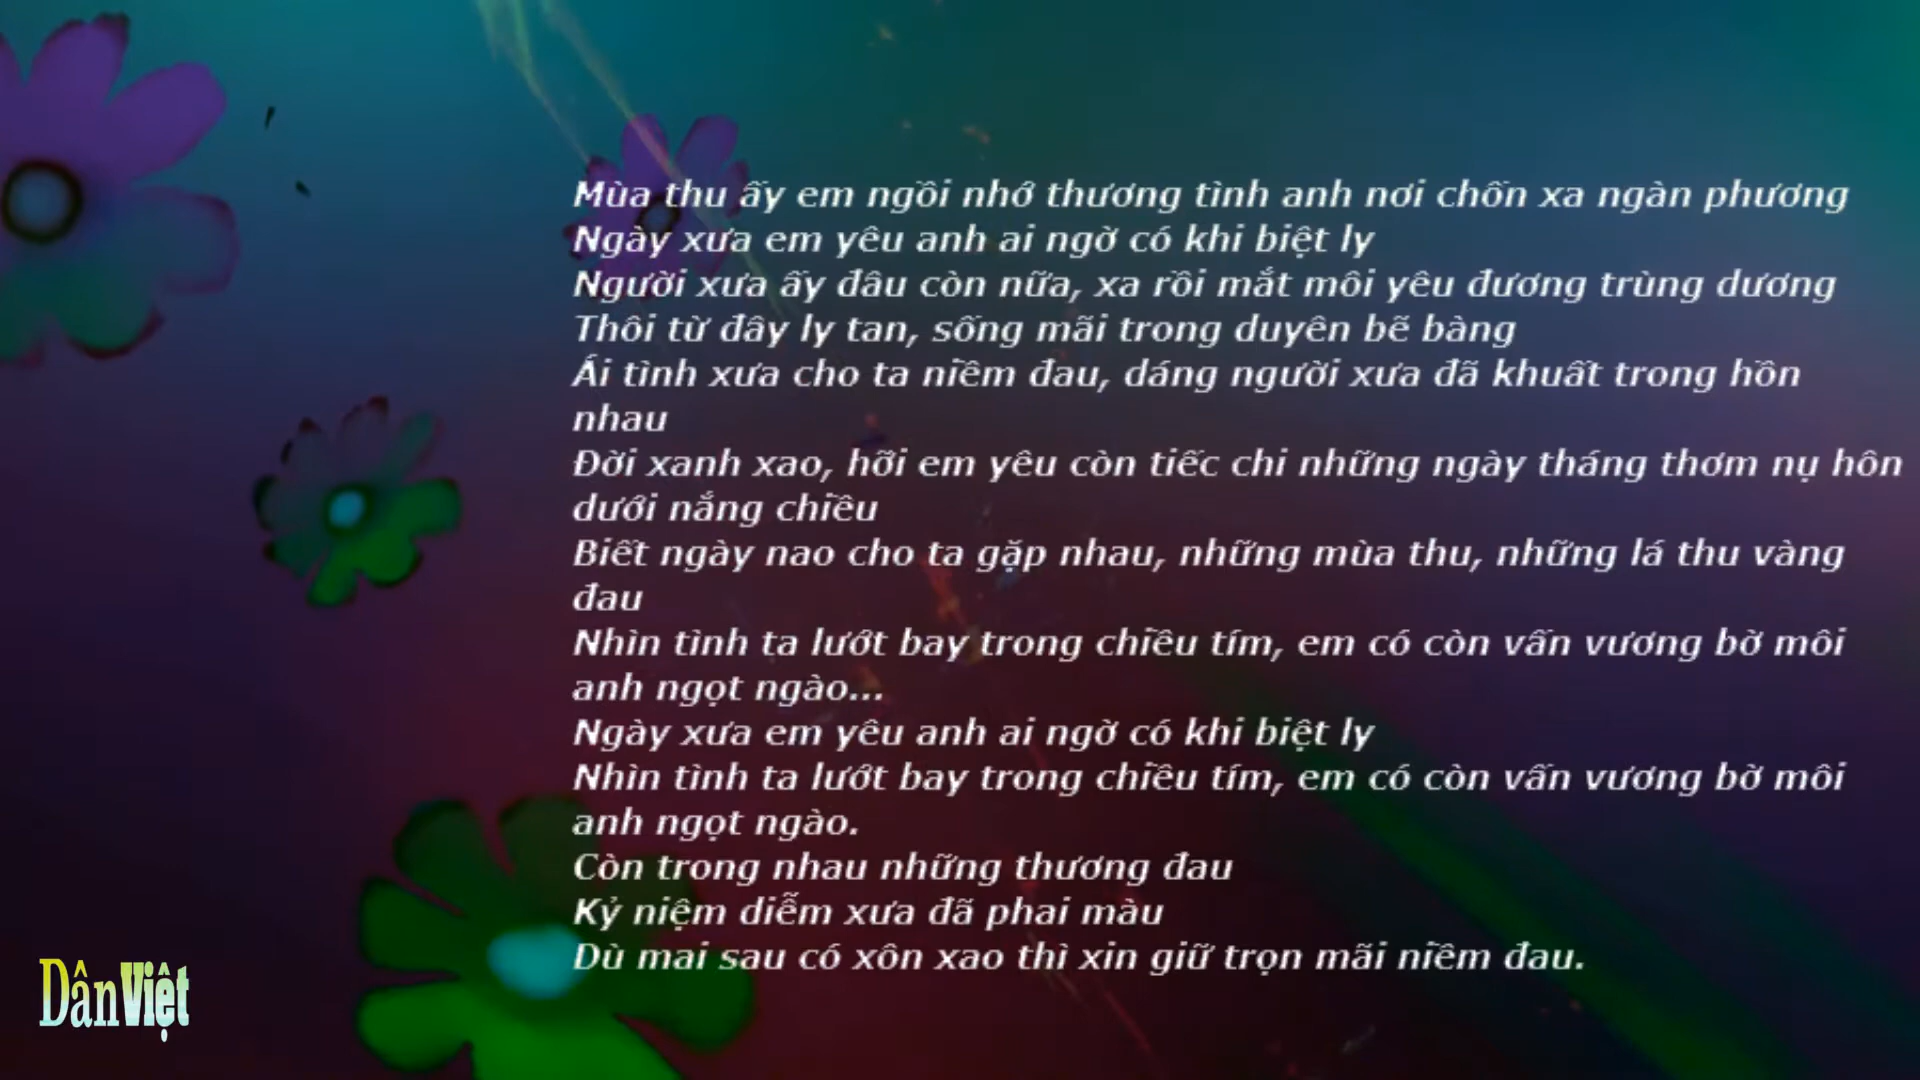 Mùa thu ấy em ngồi nhớ thương tình anh nơi chốn xa ngàn phương
Ngày xưa em yêu anh ai ngờ có khi biệt ly
Người xưa ấy đâu còn nữa, xa rồi mắt môi yêu đương trùng dương
Thôi từ đây ly tan, sống mãi trong duyên bẽ bàng
Ái tình xưa cho ta niềm đau, dáng người xưa đã khuất trong hồn
nhau
Đời xanh xao, hỡi em yêu còn tiếc chi những ngày tháng thơm nụ hôn
dưới nắng chiều
Biết ngày nao cho ta gặp nhau, những mùa thu, những lá thu vàng
đau
Nhìn tình ta lướt bay trong chiều tím, em có còn vấn vương bờ môi
anh ngọt ngào...
Ngày xưa em yêu anh ai ngờ có khi biệt ly
Nhìn tình ta lướt bay trong chiều tím, em có còn vấn vương bờ môi
anh ngọt ngào.
Còn trong nhau những thương đau
Kỷ niệm diễm xưa đã phai màu
Dù mai sau có xôn xao thì xin giữ trọn mãi niềm đau.
DânViệt